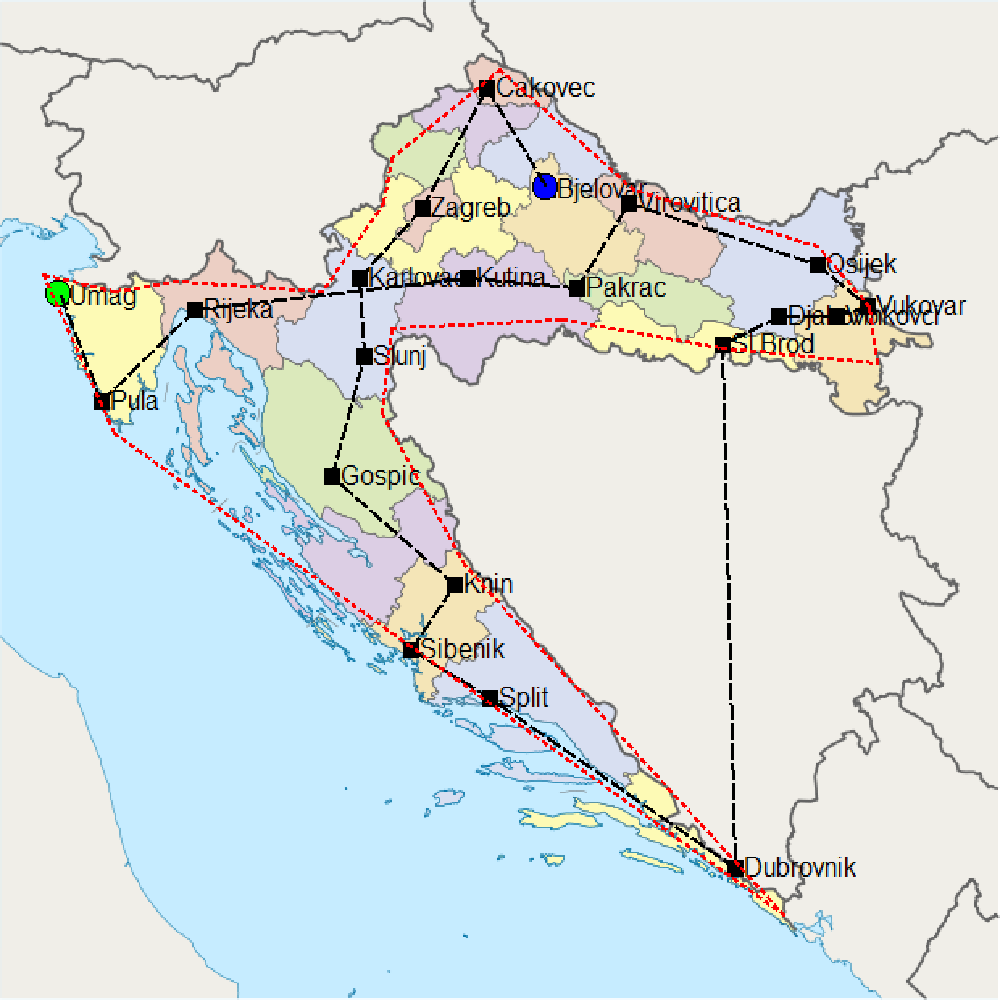 Cakovec
Bjelovar
Virovitica
Zagreb
Osijek
Karlovac
Kutina
Pakrac
Umag
Rijeka
Vukovar
Djakovo
Vinkovci
Sl.Brod
Slunj
Pula
Gospic
Knin
Sibenik
Split
Dubrovnik